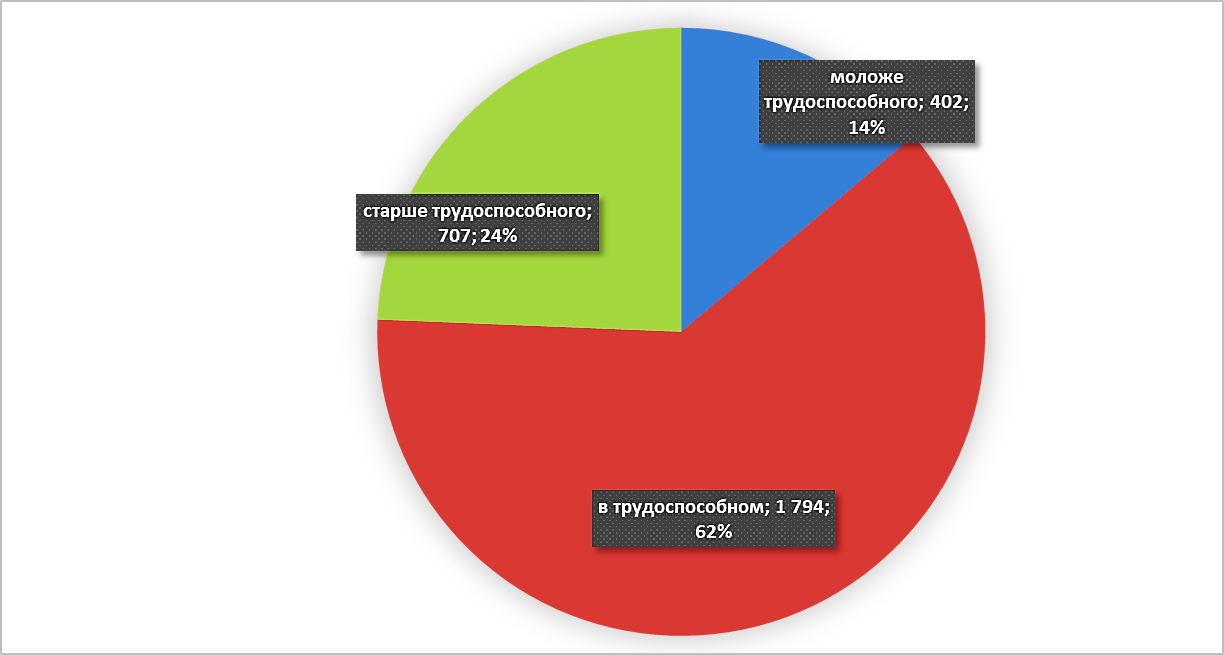 моложе
трудоспособного; 402;
14%
старше трудоспособного;
707; 24%
в трудоспособном; 1 794;
62%